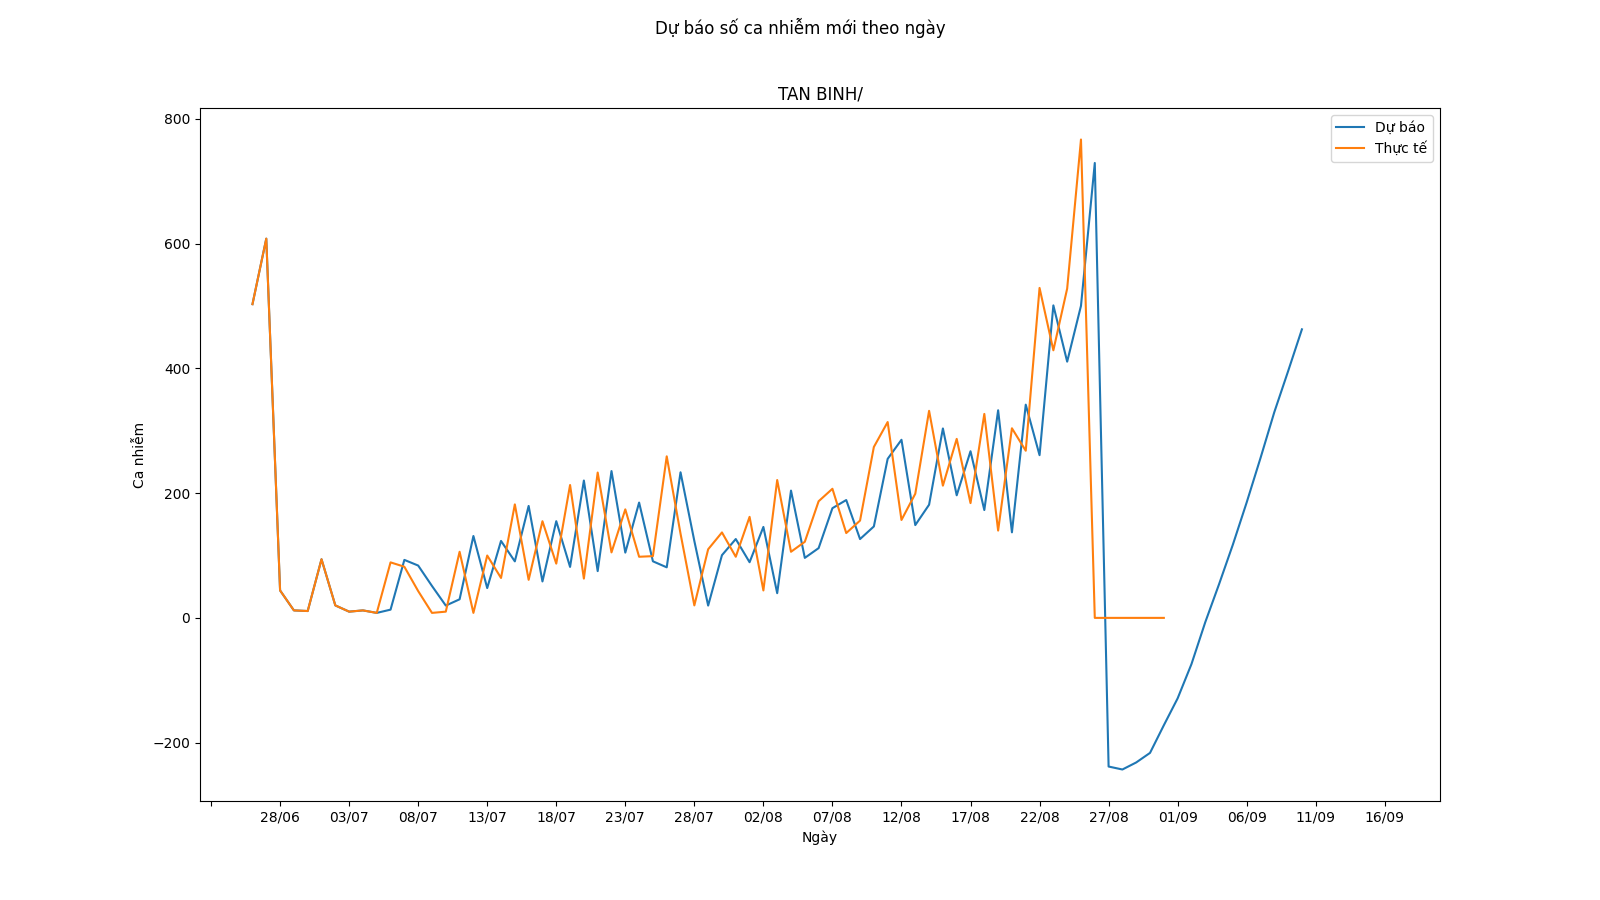 Dự báo số ca nhiễm mới theo ngày
TAN BINH/
Dự báo
Thực tế
800
600
400
200
0
−200
Ca nhiễm
28/06 03/07 08/07 13/07 18/07 23/07 28/07 02/08 07/08 12/08 17/08 22/08 27/08 01/09 06/09 11/09 16/09
Ngày